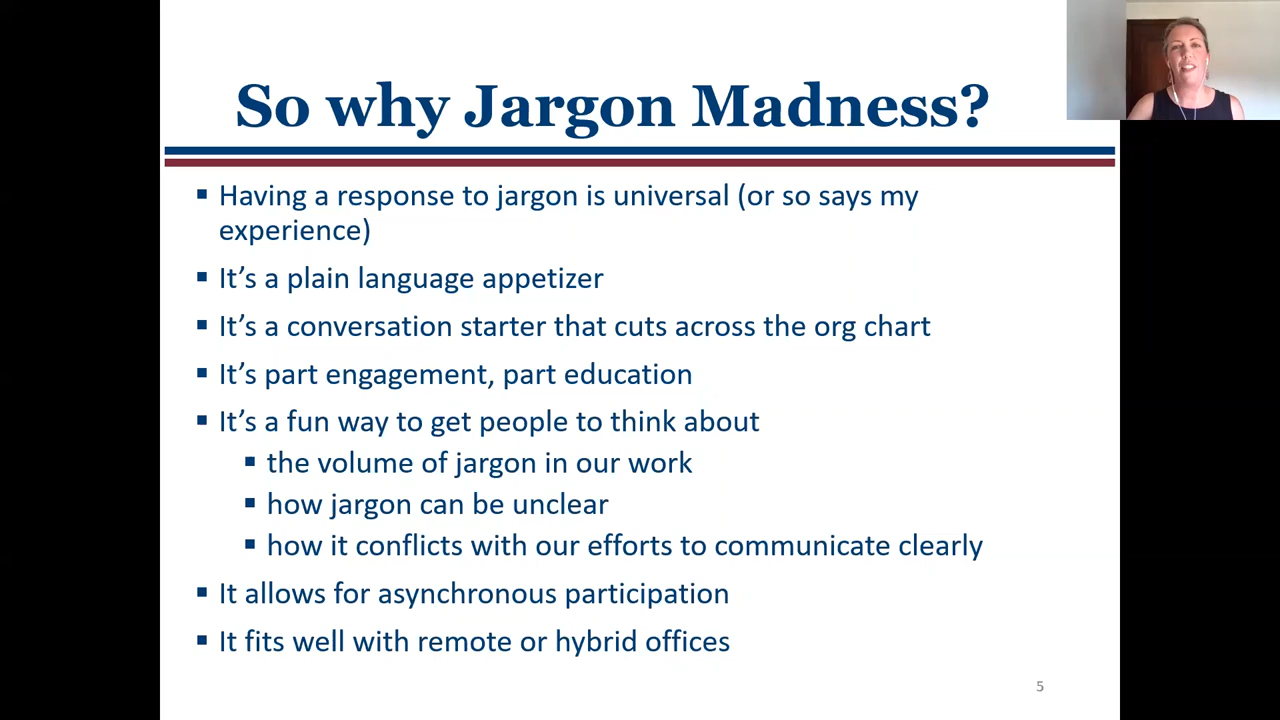 So why Jargon Madness?
▪ Having a response to jargon is universal (or so says my
experience)
▪ It’s a plain language appetizer
▪ It’s a conversation starter that cuts across the org chart
▪ It’s part engagement, part education
▪ It’s a fun way to get people to think about
▪ the volume of jargon in our work
▪ how jargon can be unclear
▪ how it conflicts with our efforts to communicate clearly
▪ It allows for asynchronous participation
▪ It fits well with remote or hybrid offices
5